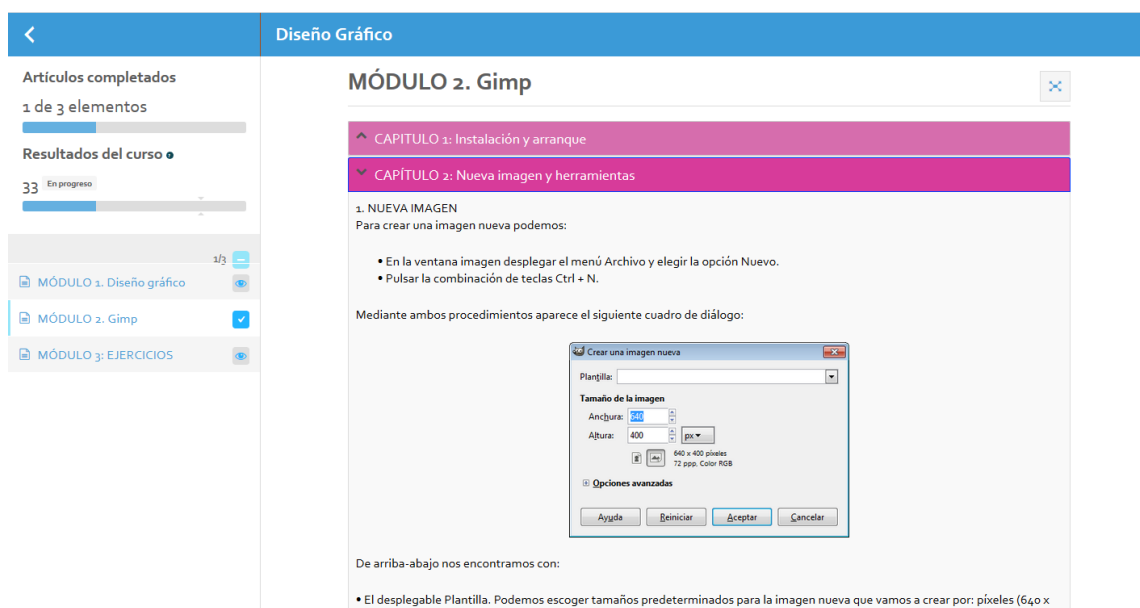 Diseño Gráfico
Artículos completados
1 de 3 elementos
Resultados del curso
33 En progreso
1/3
MÓDULO 1. Diseño gráfico
MÓDULO 2. Gimp
MÓDULO 3: EJERCICIOS
MÓDULO 2. Gimp
CAPITULO 1: Instalación y arranque
CAPÍTULO 2: Nueva imagen y herramientas
1. NUEVA IMAGEN
Para crear una imagen nueva podemos:
• En la ventana imagen desplegar el menú Archivo y elegir la opción Nuevo.
• Pulsar la combinación de teclas Ctrl + N.
Mediante ambos procedimientos aparece el siguiente cuadro de diálogo:
Crear una imagen nueva
Plantilla:
Tamaño de la imagen
Anchura: 640
Altura: 400 px
640 x 400 píxeles
72 ppp, Color RGB
Opciones avanzadas
Ayuda Reiniciar Aceptar Cancelar
De arriba-abajo nos encontramos con:
• El desplegable Plantilla. Podemos escoger tamaños predeterminados para la imagen nueva que vamos a crear por: píxeles (640 x